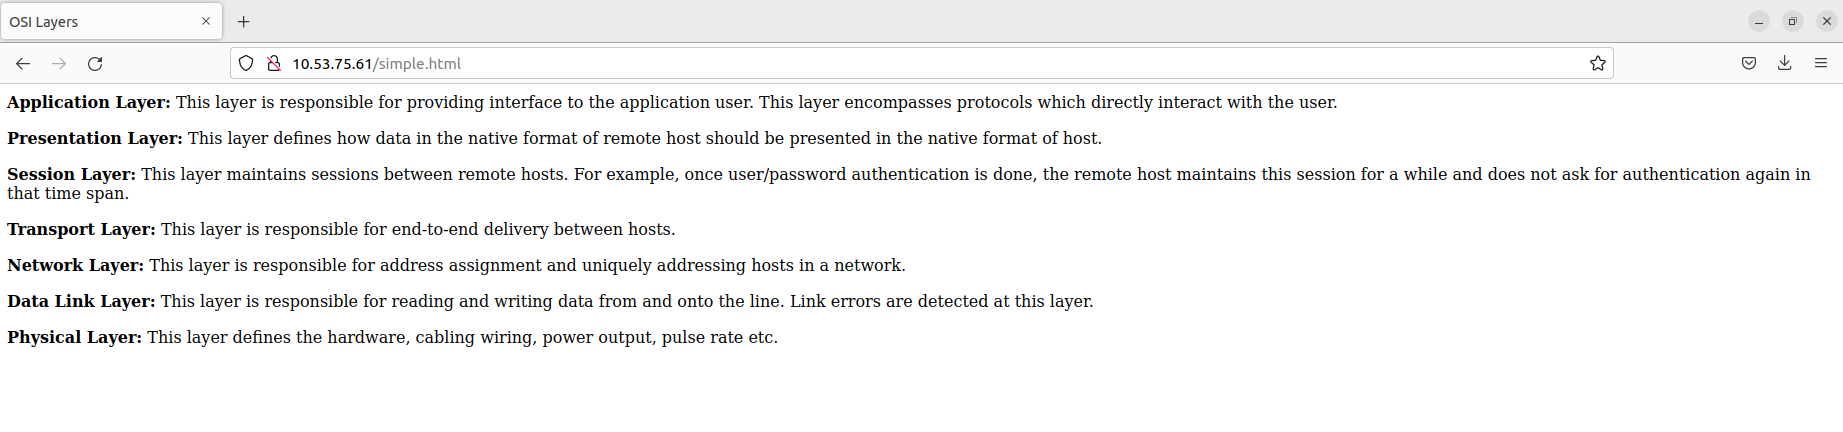 OSI Layers
10.53.75.61/simple.html
Application Layer: This layer is responsible for providing interface to the application user. This layer encompasses protocols which directly interact with the user.
Presentation Layer: This layer defines how data in the native format of remote host should be presented in the native format of host.
Session Layer: This layer maintains sessions between remote hosts. For example, once user/password authentication is done, the remote host maintains this session for a while and does not ask for authentication again in
that time span.
Transport Layer: This layer is responsible for end-to-end delivery between hosts.
Network Layer: This layer is responsible for address assignment and uniquely addressing hosts in a network.
Data Link Layer: This layer is responsible for reading and writing data from and onto the line. Link errors are detected at this layer.
Physical Layer: This layer defines the hardware, cabling wiring, power output, pulse rate etc.